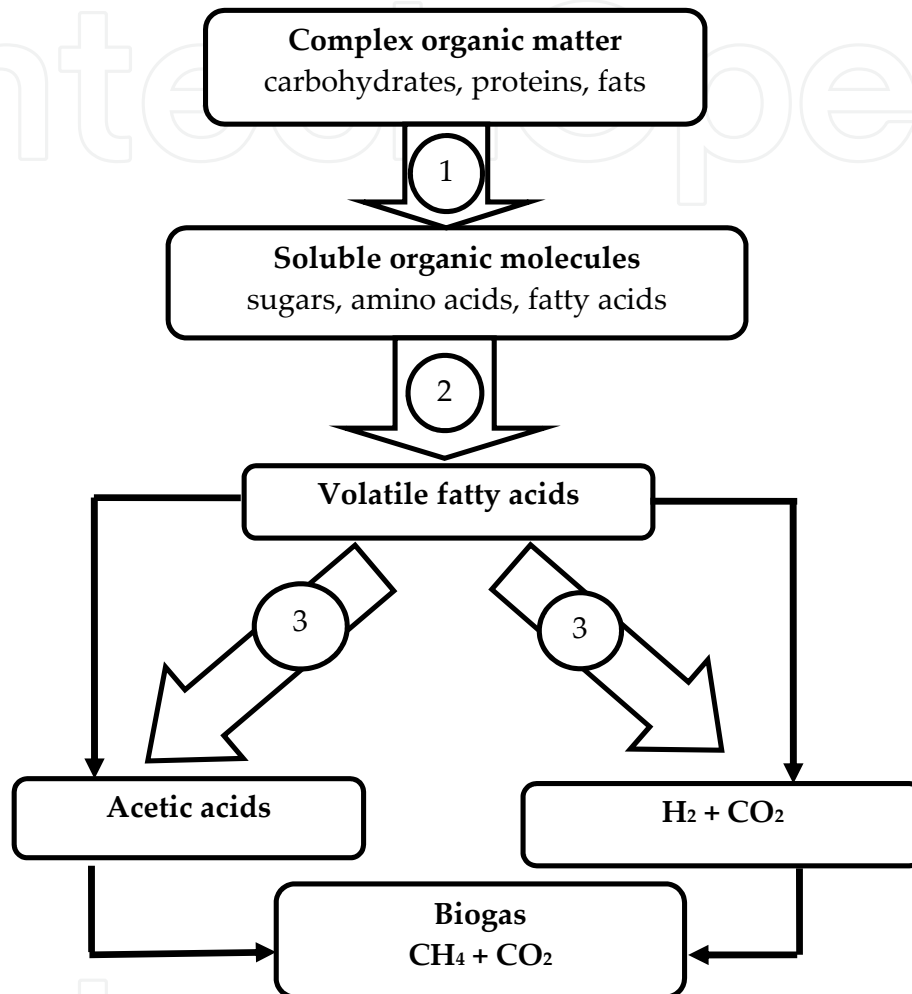 Complex organic matter
carbohydrates, proteins, fats
1
Soluble organic molecules
sugars, amino acids, fatty acids
2
Volatile fatty acids
3
3
Acetic acids
H₂ + CO₂
Biogas
CH₄ + CO₂